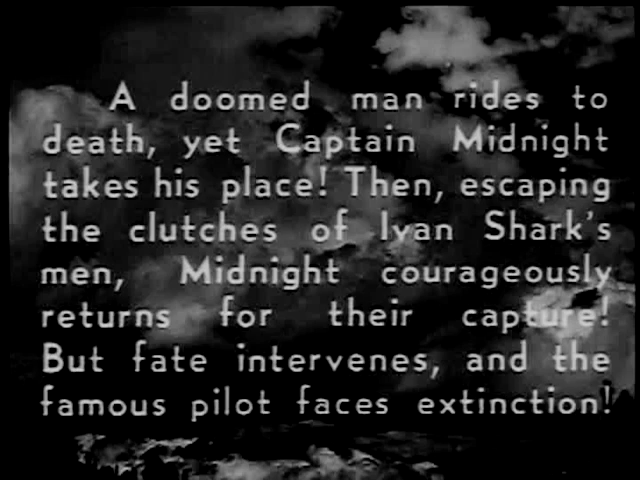 A doomed man rides to
death, yet Captain Midnight
takes his place! Then, escaping
the clutches of Ivan Shark's
men, Midnight courageously
returns for their capture!
But fate intervenes, and the
famous pilot faces extinction!